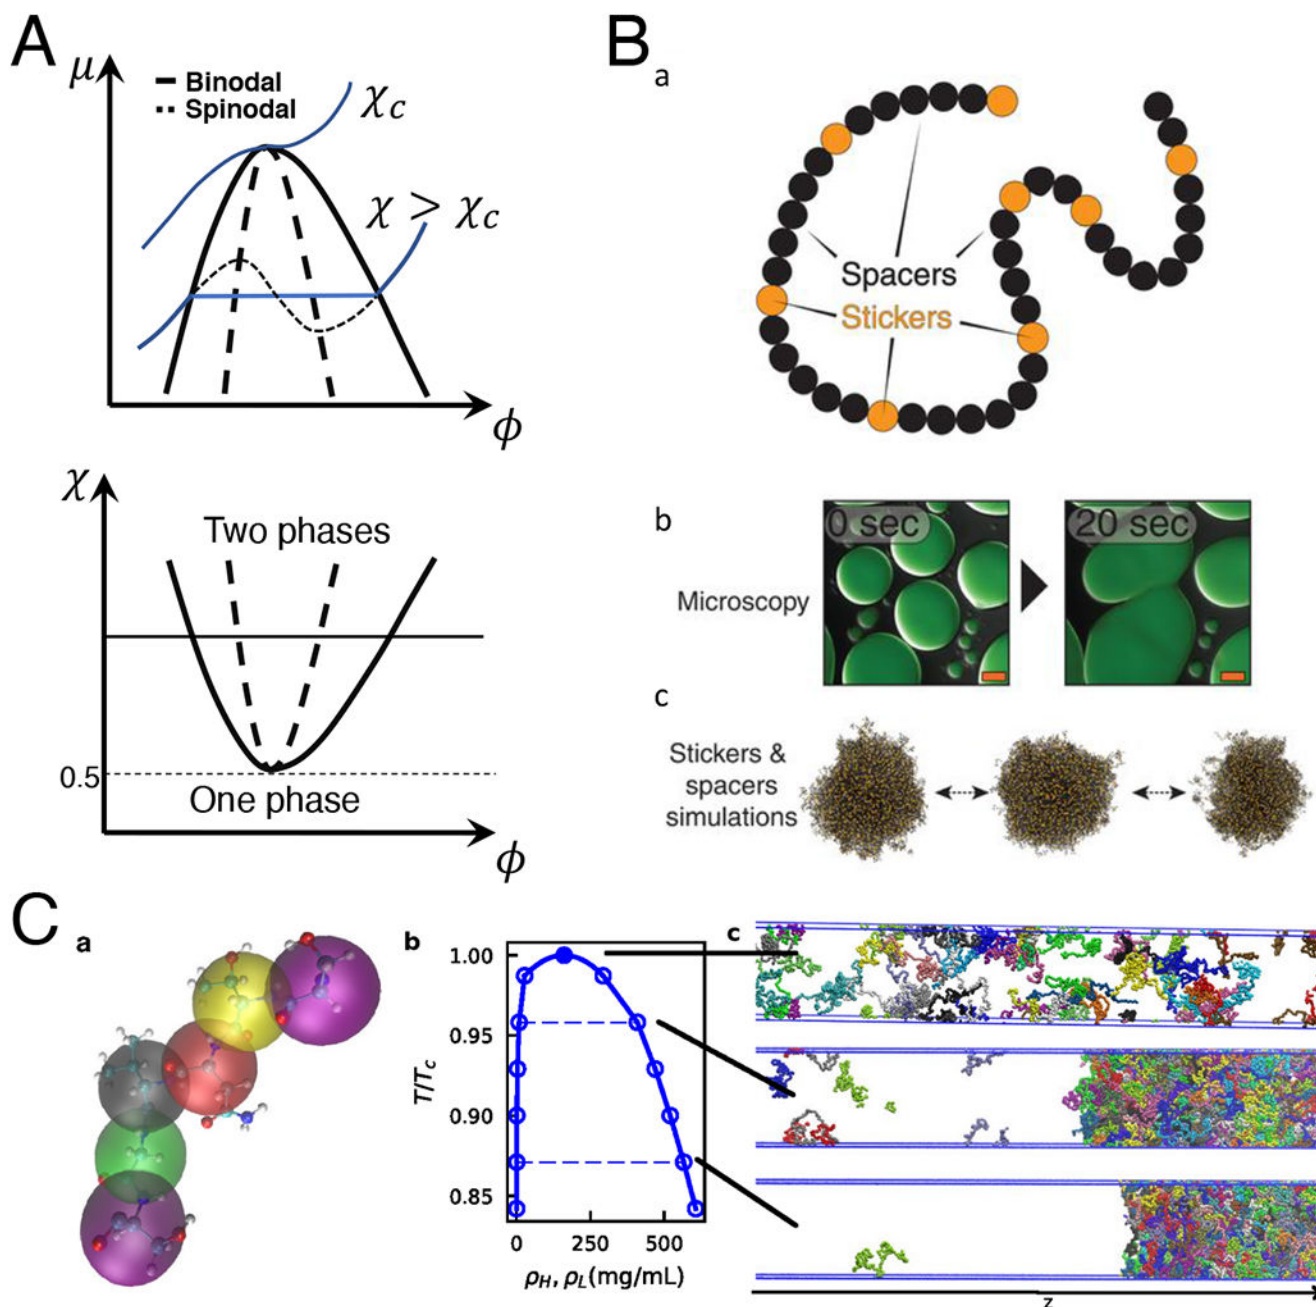 A
μ
Binodal
Spinodal
χc
χ > χc
ϕ
χ
Two phases
0.5
One phase
ϕ
B
a
Spacers
Stickers
b
0 sec
20 sec
Microscopy
c
Stickers &
spacers
simulations
C
a
b
1.00
0.95
0.90
0.85
T/Tc
0
250
500
ρH, ρL(mg/mL)
c
z